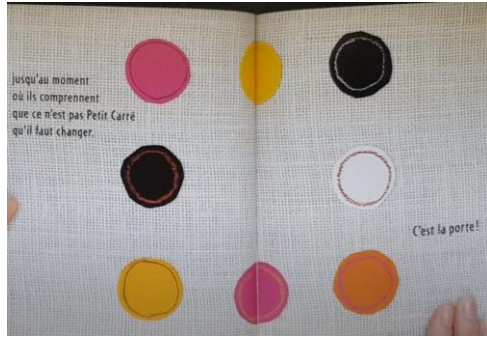 jusqu'au moment
où ils comprennent
que ce n'est pas Petit Carré
qu'il faut changer.
C'est la porte!